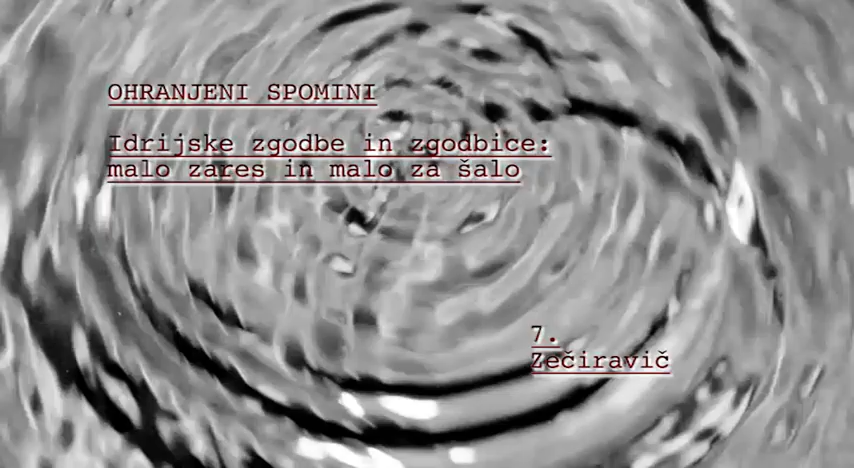 OHRANJENI SPOMINI
Idrijske zgodbe in zgodbice:
malo zares in malo za šalo
7.
Zečiravič